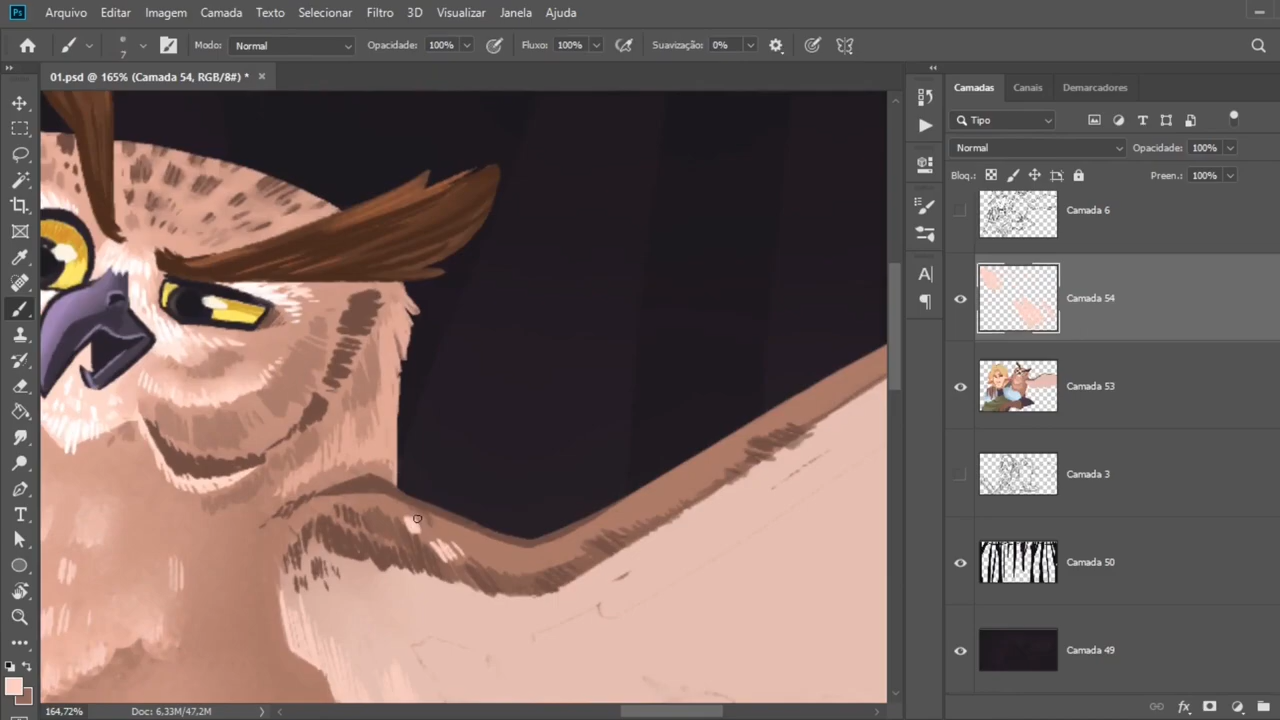 Ps Arquivo Editar Imagem Camada Texto Selecionar Filtro 3D Visualizar Janela Ajuda
7 Modo: Normal Opacidade: 100% Fluxo: 100% Suavização: 0%
01.psd @ 165% (Camada 54, RGB/8#) * ×
Camadas Canais Demarcadores
Tipo
Normal Opacidade: 100%
Bloq.: Preen.: 100%
Camada 6
Camada 54
Camada 53
Camada 3
Camada 50
Camada 49
164,72% Doc: 6,33M/47,2M